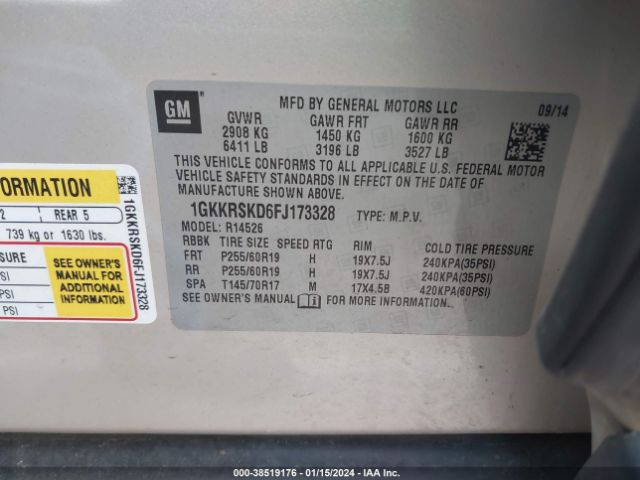 GM
MFD BY GENERAL MOTORS LLC
09/14
GVWR GAWR FRT GAWR RR
2908 KG 1450 KG 1600 KG
6411 LB 3196 LB 3527 LB
THIS VEHICLE CONFORMS TO ALL APPLICABLE U.S. FEDERAL MOTOR
VEHICLE SAFETY STANDARDS IN EFFECT ON THE DATE OF
MANUFACTURE SHOWN ABOVE.
1GKKRSKD6FJ173328 TYPE: M.P.V.
MODEL: R14526
RBBK TIRE SIZE SPEED RTG RIM COLD TIRE PRESSURE
FRT P255/60R19 H 19X7.5J 240KPA(35PSI)
RR P255/60R19 H 19X7.5J 240KPA(35PSI)
SPA T145/70R17 M 17X4.5B 420KPA(60PSI)
SEE OWNER'S MANUAL i FOR MORE INFORMATION.
FORMATION
2 REAR 5
739 kg or 1630 lbs.
SEE OWNER'S
MANUAL FOR
ADDITIONAL
INFORMATION
PSI
PSI
PSI
1GKKRSKD6FJ173328
000 - 38519176 - 01/15/2024 - IAA, Inc.